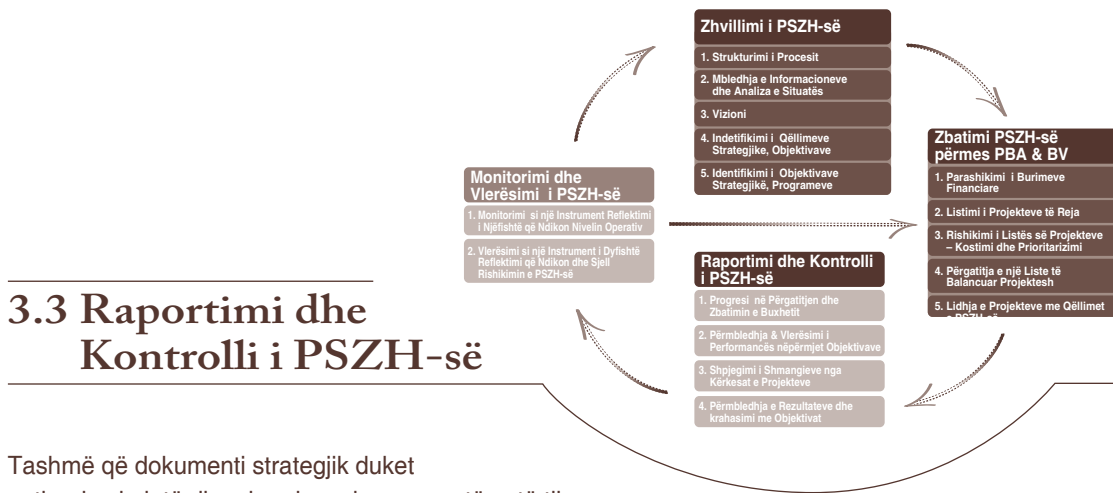 Zhvillimi i PSZH-së
1. Strukturimi i Procesit
2. Mbledhja e Informacioneve
dhe Analiza e Situatës
3. Vizioni
4. Indetifikimi i Qëllimeve
Strategjike, Objektivave
5. Identifikimi i Objektivave
Strategjikë, Programeve
Zbatimi PSZH-së
përmes PBA & BV
1. Parashikimi i Burimeve
Financiare
2. Listimi i Projekteve të Reja
3. Rishikimi i Listës së Projekteve
– Kostimi dhe Prioritarizimi
4. Përgatitja e një Liste të
Balancuar Projektesh
5. Lidhja e Projekteve me Qëllimet
e PSZH-së
Monitorimi dhe
Vlerësimi i PSZH-së
1. Monitorimi si një Instrument Reflektimi
i Njëfishtë që Ndikon Nivelin Operativ
2. Vlerësimi si një Instrument i Dyfishtë
Reflektimi që Ndikon dhe Sjell
Rishikimin e PSZH-së
Raportimi dhe Kontrolli
i PSZH-së
1. Progresi në Përgatitjen dhe
Zbatimin e Buxhetit
2. Përmbledhja & Vlerësimi i
Performancës nëpërmjet Objektivave
3. Shpjegimi i Shmangieve nga
Kërkesat e Projekteve
4. Përmbledhja e Rezultateve dhe
krahasimi me Objektivat
3.3 Raportimi dhe
Kontrolli i PSZH-së
Tashmë që dokumenti strategjik duket